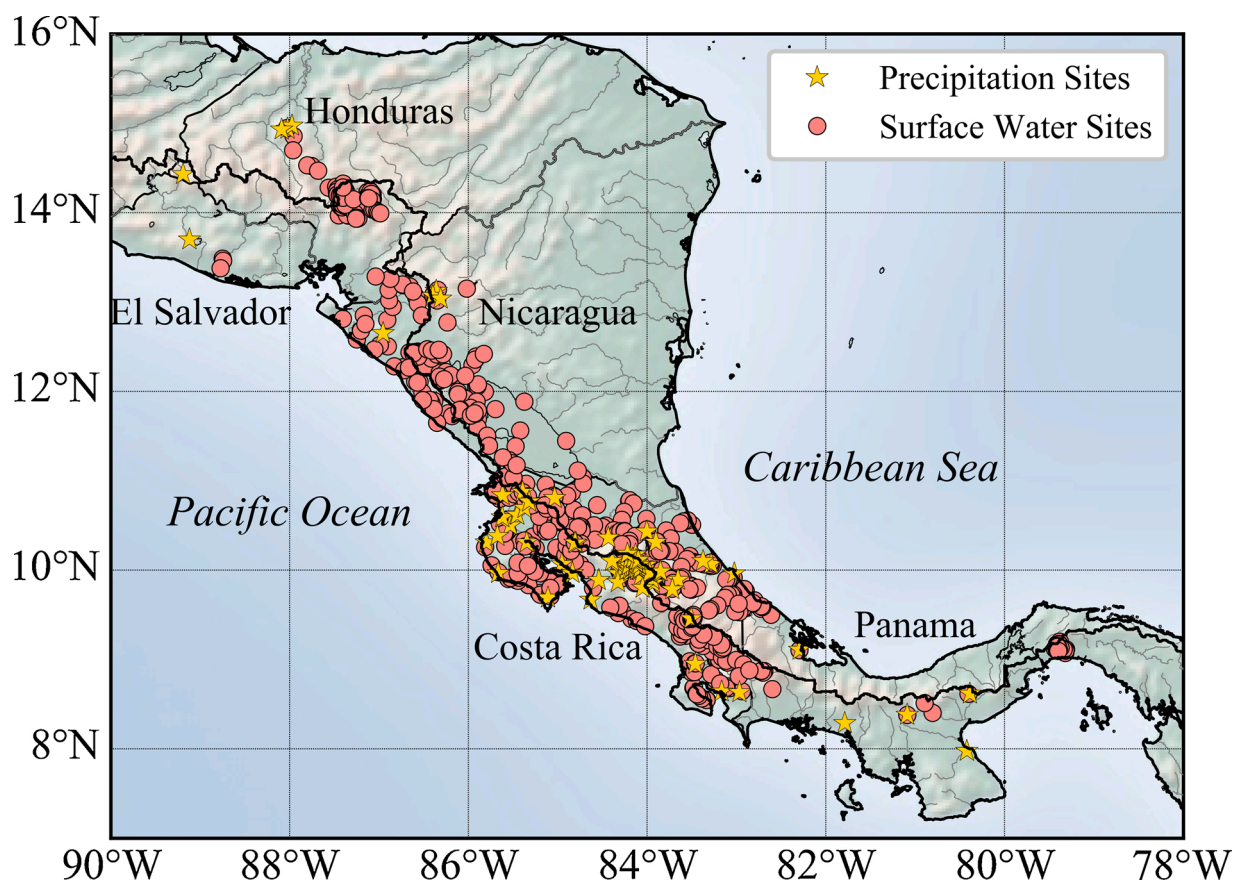 16°N
Precipitation Sites
Honduras
Surface Water Sites
14°N
El Salvador
Nicaragua
12°N
Caribbean Sea
Pacific Ocean
10°N
Panama
Costa Rica
8°N
90°W 88°W 86°W 84°W 82°W 80°W 78°W